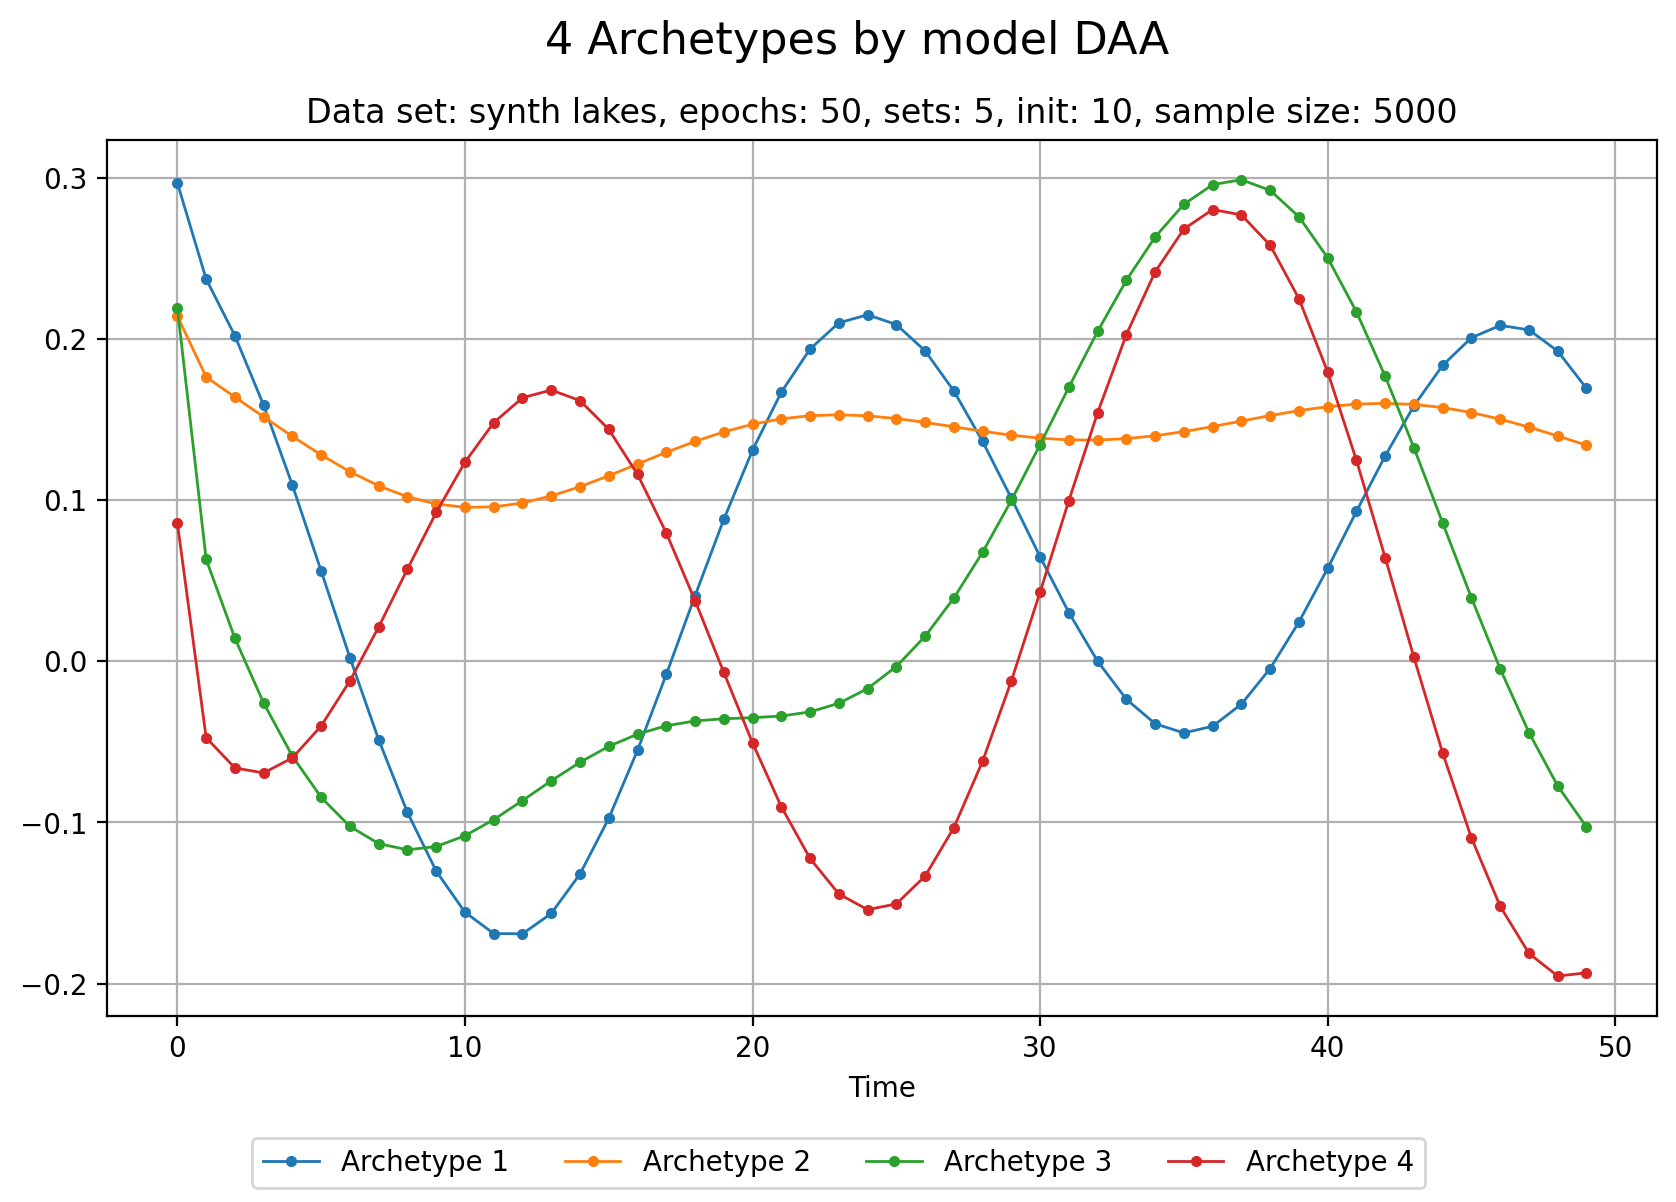 4 Archetypes by model DAA
Data set: synth lakes, epochs: 50, sets: 5, init: 10, sample size: 5000
0.3
0.2
0.1
0.0
−0.1
−0.2
0 10 20 30 40 50
Time
Archetype 1 Archetype 2 Archetype 3 Archetype 4